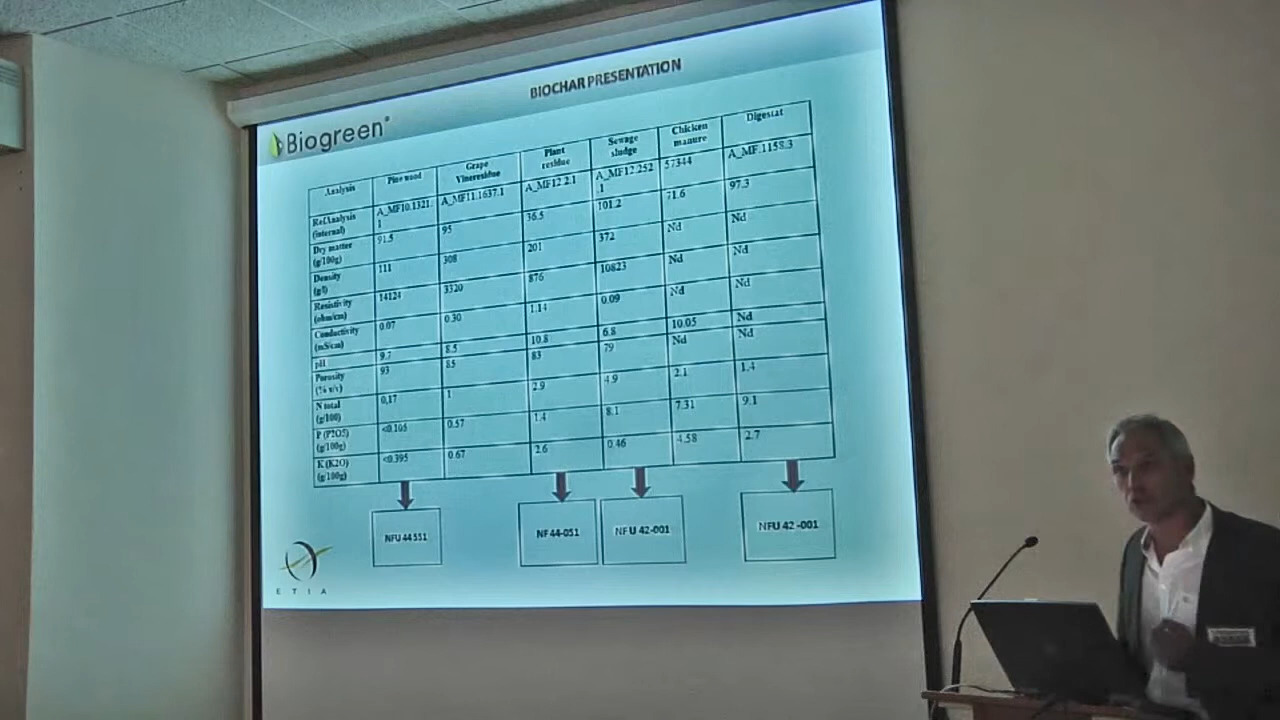 BIOCHAR PRESENTATION
Biogreen®
Analysis Pine wood Grape Vineresidue Plant residue Sewage sludge Chicken manure Digestat
Ref.Analysis (internal) A_MF10.1321.1 A_MF11.1637.1 A_MF12.2.1 A_MF12.2521 57344 A_MF.1158.3
Dry matter (g/100g) 91.5 95 36.5 101.2 71.6 97.3
Density (g/l) 111 308 201 372 Nd Nd
Resistivity (ohm/cm) 14124 3320 876 10823 Nd Nd
Conductivity (mS/cm) 0.07 0.30 1.14 0.09 Nd Nd
pH 9.7 8.5 10.8 6.8 10.05 Nd
Porosity (% v/v) 93 85 83 79 Nd Nd
N total (g/100) 0,17 1 2.9 4.9 2.1 1.4
P (P2O5) (g/100g) <0.105 0.57 1.4 8.1 7.31 9.1
K (K2O) (g/100g) <0.395 0.67 2.6 0.46 4.58 2.7
NFU 44 551 NF 44-051 NF U 42-001 NFU 42 -001
ETIA